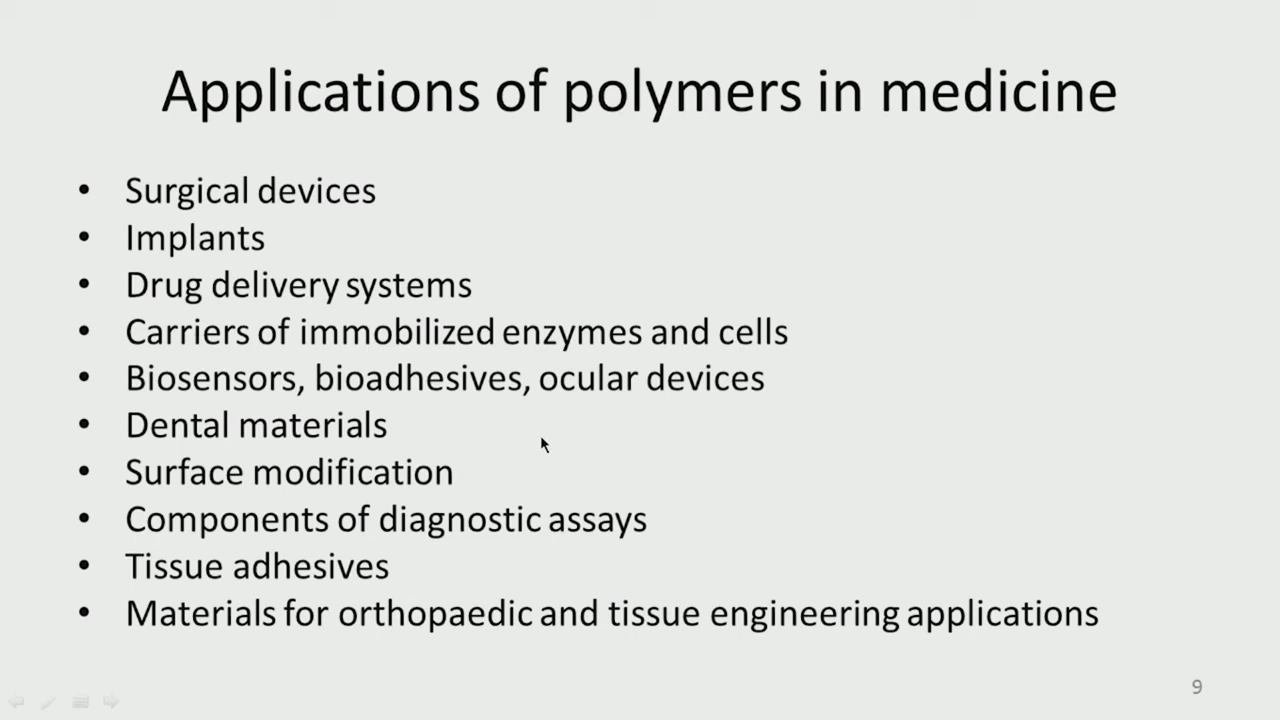 Applications of polymers in medicine
• Surgical devices
• Implants
• Drug delivery systems
• Carriers of immobilized enzymes and cells
• Biosensors, bioadhesives, ocular devices
• Dental materials
• Surface modification
• Components of diagnostic assays
• Tissue adhesives
• Materials for orthopaedic and tissue engineering applications
9